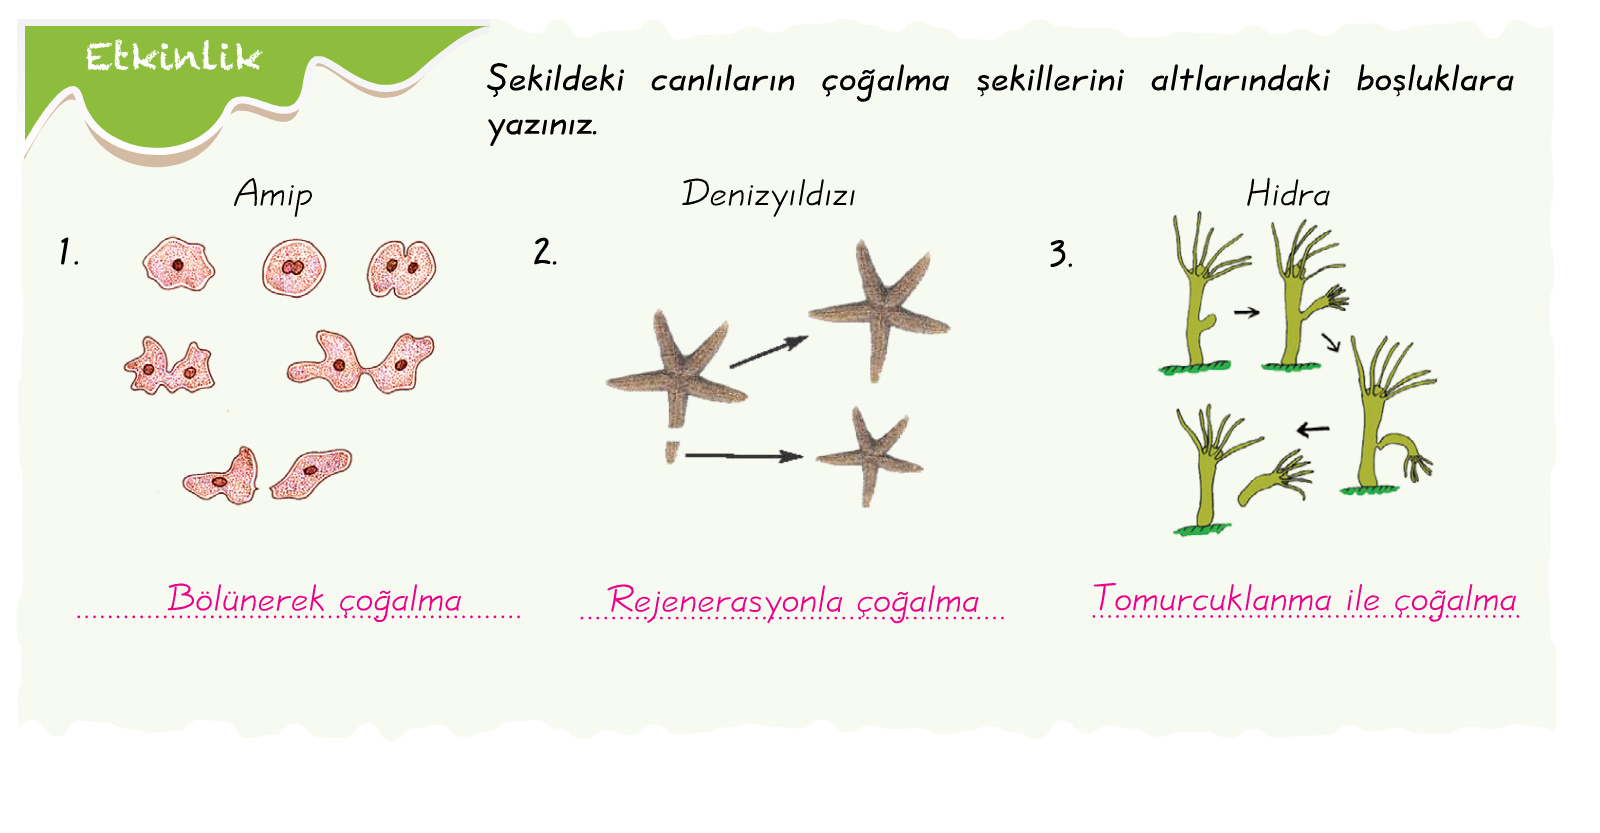 Etkinlik
Şekildeki canlıların çoğalma şekillerini altlarındaki boşluklara
yazınız.
Amip
Denizyıldızı
Hidra
1.
2.
3.
Bölünerek çoğalma
Rejenerasyonla çoğalma
Tomurcuklanma ile çoğalma